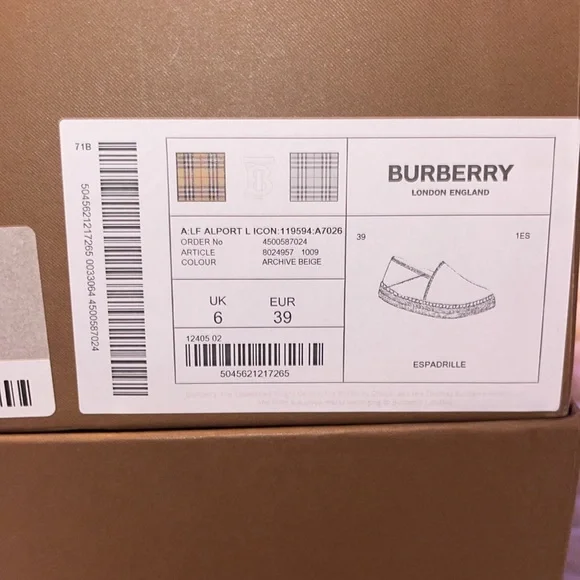 71B
5045621217265 0033064 4500587024
A:LF ALPORT L ICON:119594:A7026
ORDER No 4500587024
ARTICLE 8024957 1009
COLOUR ARCHIVE BEIGE
UK EUR
6 39
12405 02
5045621217265
BURBERRY
LONDON ENGLAND
39 1ES
ESPADRILLE